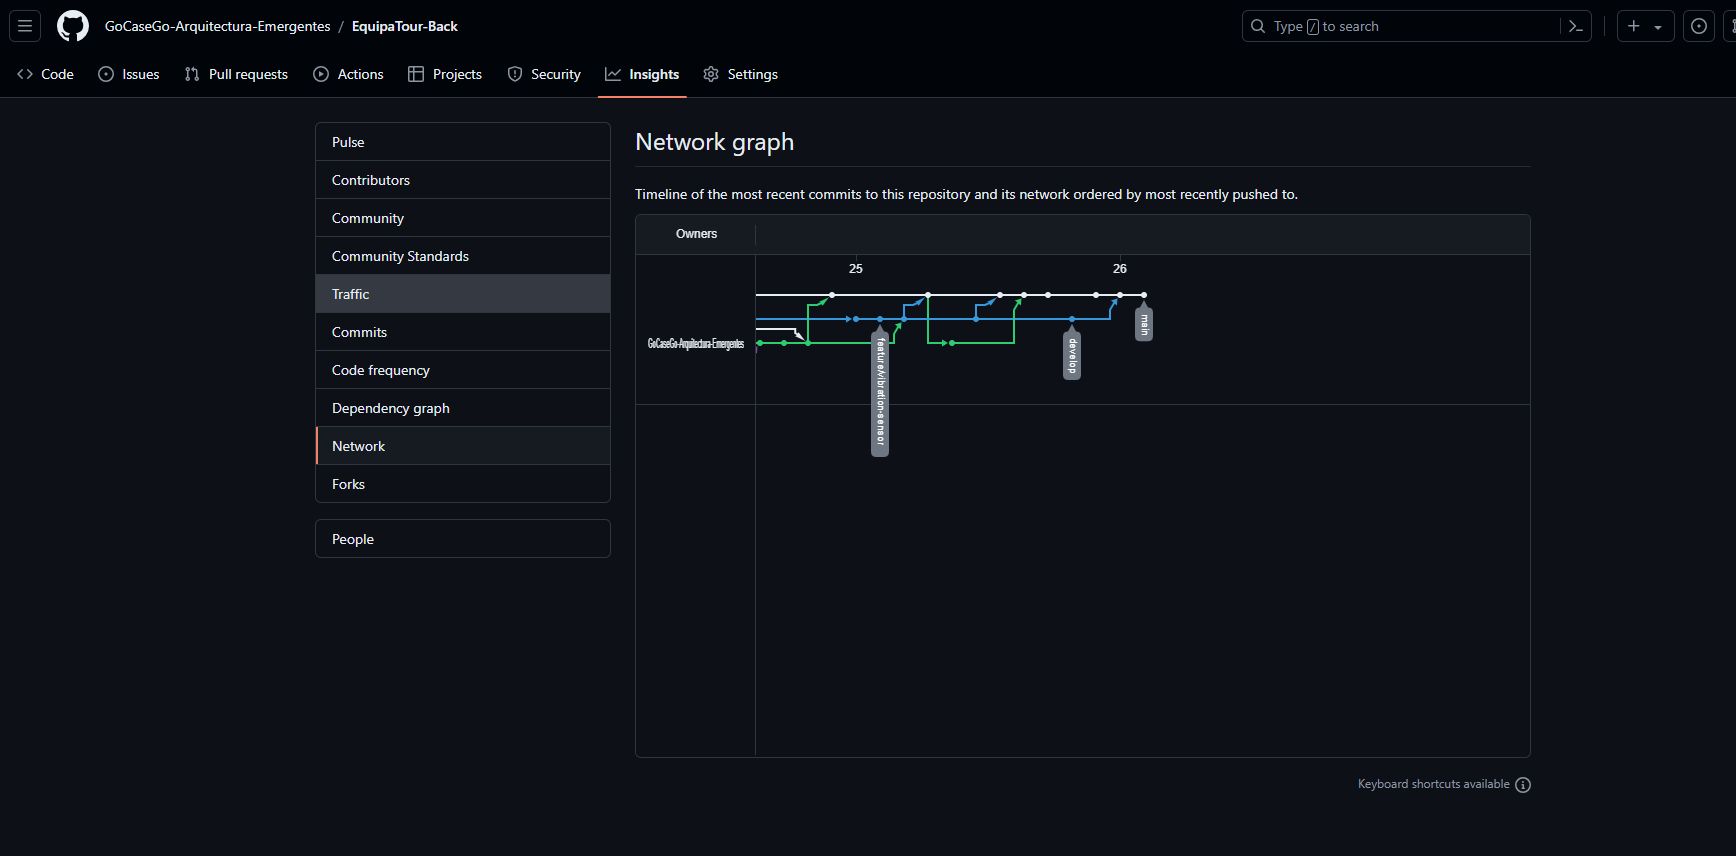 GoCaseGo-Arquitectura-Emergentes / EquipaTour-Back
Type / to search
Code Issues Pull requests Actions Projects Security Insights Settings
Pulse
Contributors
Community
Community Standards
Traffic
Commits
Code frequency
Dependency graph
Network
Forks
People
Network graph
Timeline of the most recent commits to this repository and its network ordered by most recently pushed to.
Owners
25 26
GoCaseGo-Arquitectura-Emergentes
feature/vibration-sensor
develop
main
Keyboard shortcuts available